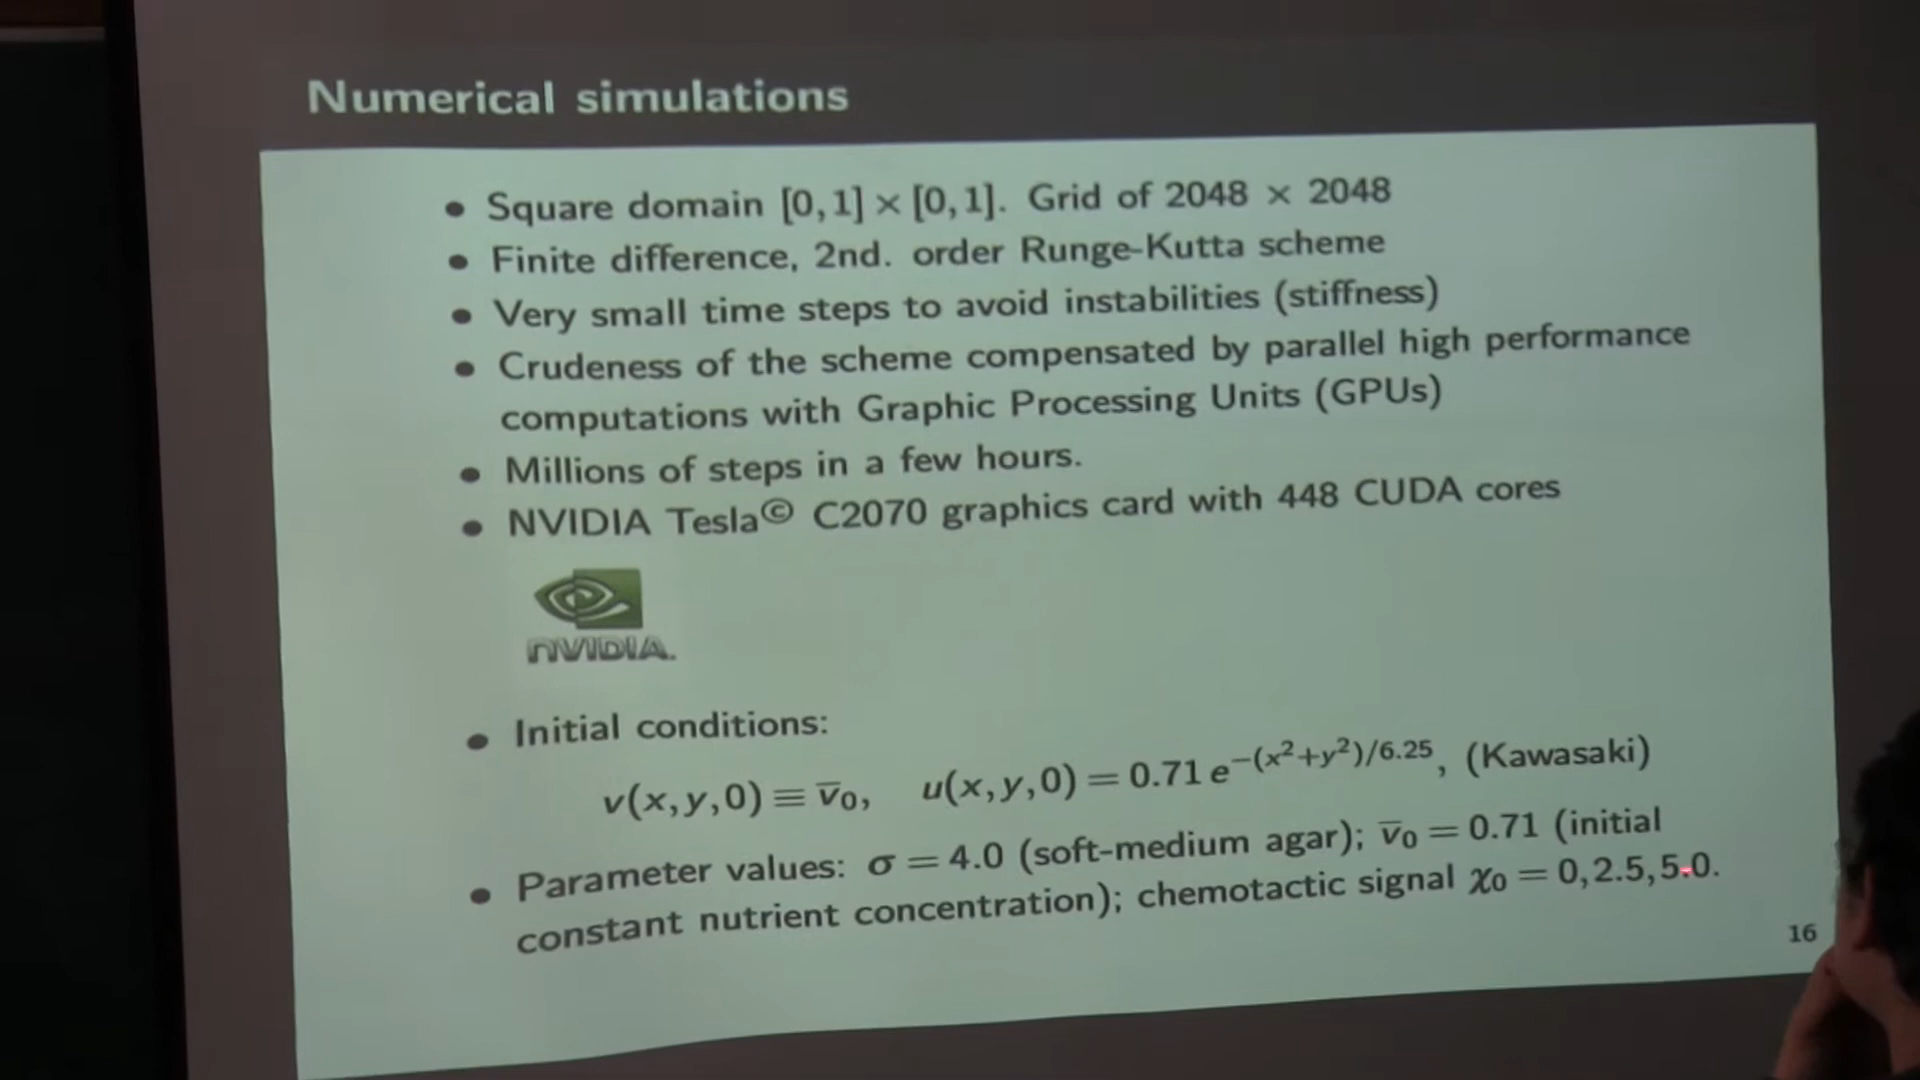 Numerical simulations
• Square domain [0,1] × [0,1]. Grid of 2048 × 2048
• Finite difference, 2nd. order Runge-Kutta scheme
• Very small time steps to avoid instabilities (stiffness)
• Crudeness of the scheme compensated by parallel high performance
computations with Graphic Processing Units (GPUs)
• Millions of steps in a few hours.
• NVIDIA Tesla© C2070 graphics card with 448 CUDA cores
NVIDIA.
• Initial conditions:
v(x,y,0) ≡ v̅₀, u(x,y,0) = 0.71 e^{−(x²+y²)/6.25}, (Kawasaki)
• Parameter values: σ = 4.0 (soft-medium agar); v̅₀ = 0.71 (initial
constant nutrient concentration); chemotactic signal χ₀ = 0, 2.5, 5.0.
16